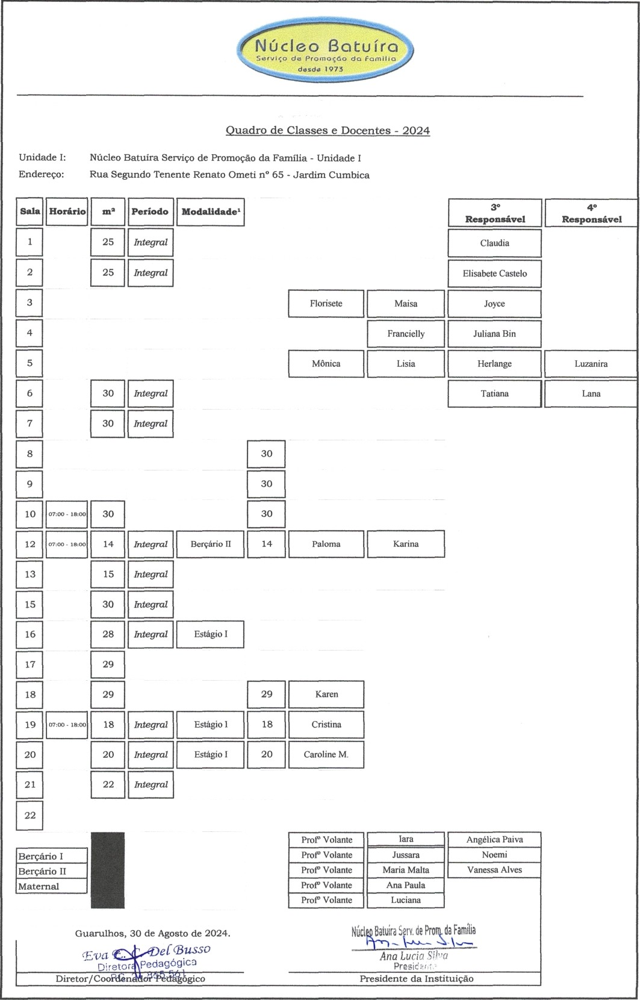 Núcleo Batuíra
Serviço de Promoção da Família
desde 1973
Quadro de Classes e Docentes - 2024
Unidade I: Núcleo Batuíra Serviço de Promoção da Família - Unidade I
Endereço: Rua Segundo Tenente Renato Ometi nº 65 - Jardim Cumbica
Sala Horário m² Período Modalidade¹ 3º Responsável 4º Responsável
1 25 Integral Claudia
2 25 Integral Elisabete Castelo
3 Florisete Maisa Joyce
4 Francielly Juliana Bin
5 Mônica Lisia Herlange Luzanira
6 30 Integral Tatiana Lana
7 30 Integral
8 30
9 30
10 07:00 - 18:00 30 30
12 07:00 - 18:00 14 Integral Berçário II 14 Paloma Karina
13 15 Integral
15 30 Integral
16 28 Integral Estágio I
17 29
18 29 29 Karen
19 07:00 - 18:00 18 Integral Estágio I 18 Cristina
20 20 Integral Estágio I 20 Caroline M.
21 22 Integral
22
Profº Volante Iara Angélica Paiva
Berçário I Profº Volante Jussara Noemi
Berçário II Profº Volante Maria Malta Vanessa Alves
Maternal Profº Volante Ana Paula
Profº Volante Luciana
Guarulhos, 30 de Agosto de 2024.
Núcleo Batuíra Serv. de Prom. da Família
Eva C. C. Del Busso
Ana Lucia Silva
Diretora Pedagógica
Presidente
Diretor/Coordenador Pedagógico Presidente da Instituição